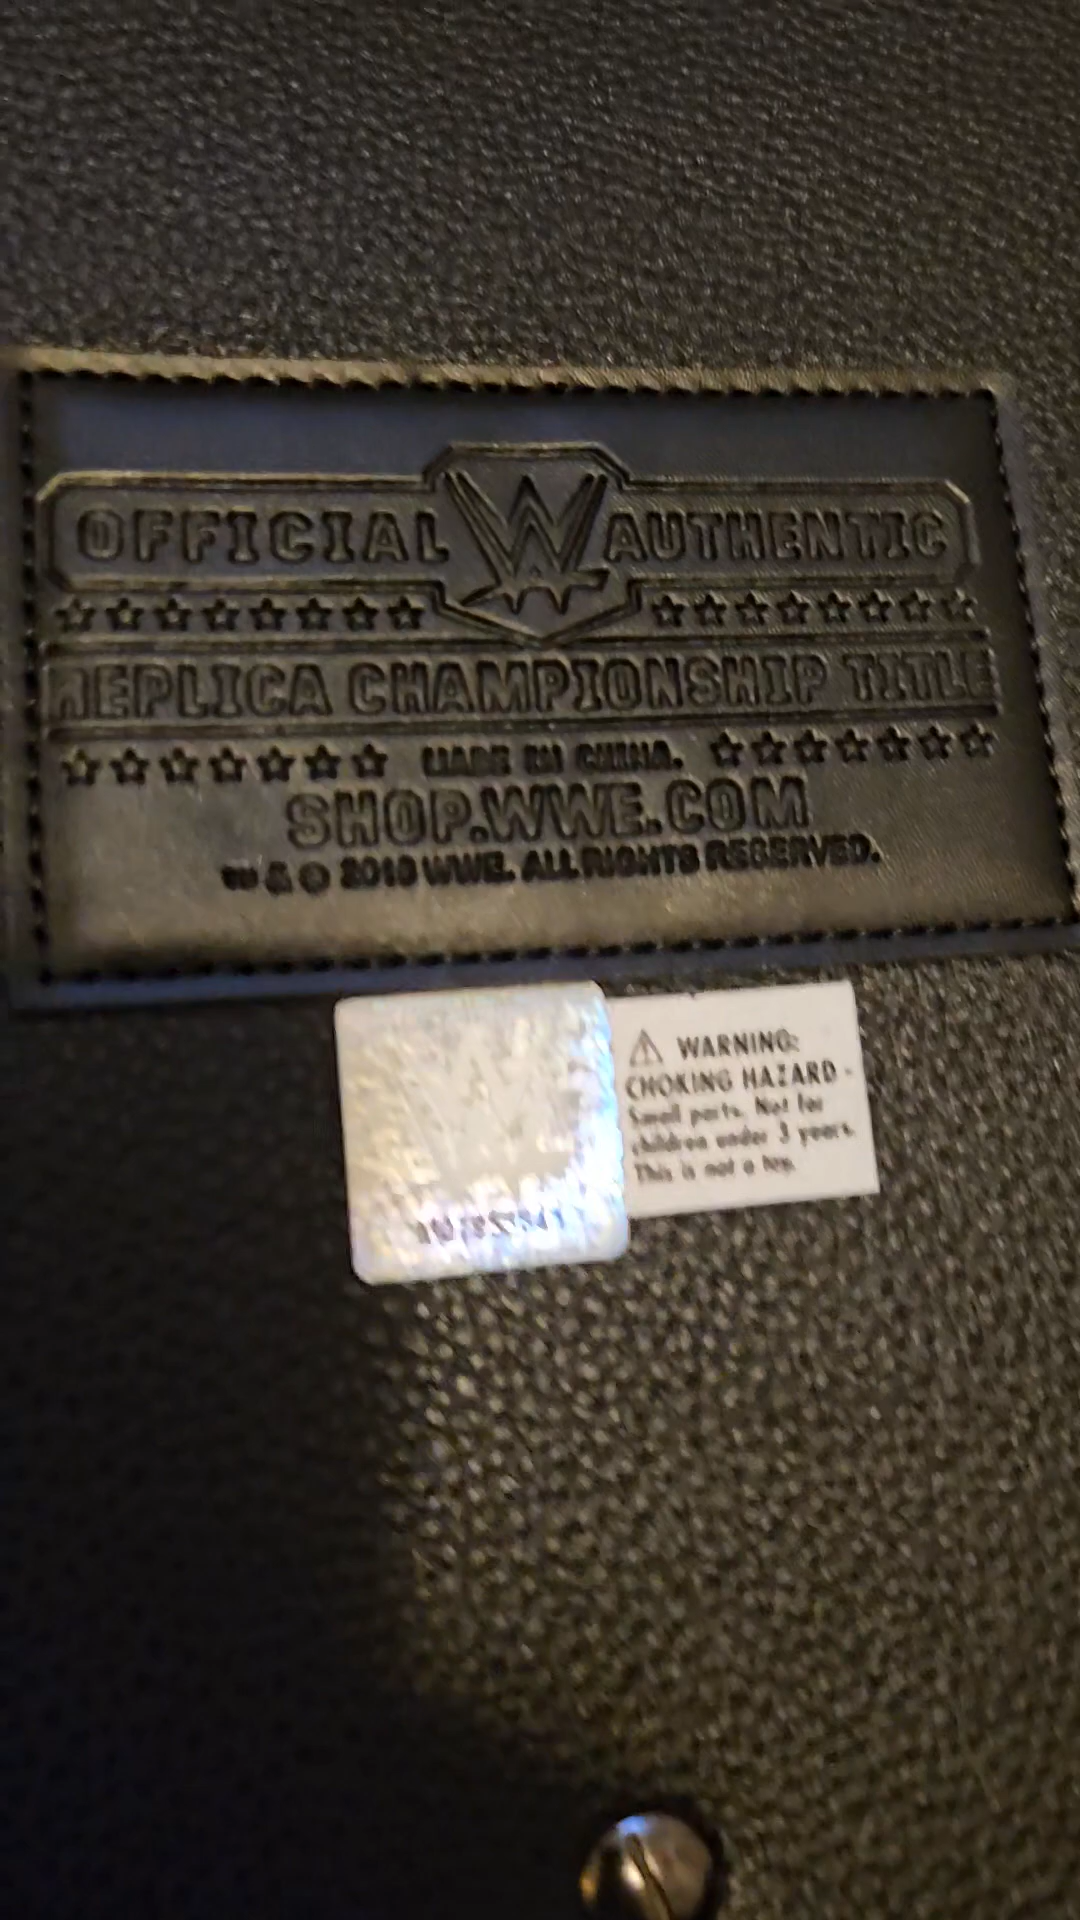 OFFICIAL W AUTHENTIC
REPLICA CHAMPIONSHIP TITLE
MADE IN CHINA.
SHOP.WWE.COM
™ & © WWE. ALL RIGHTS RESERVED.
⚠ WARNING:
CHOKING HAZARD -
Small parts. Not for
children under 3 years.
This is not a toy.